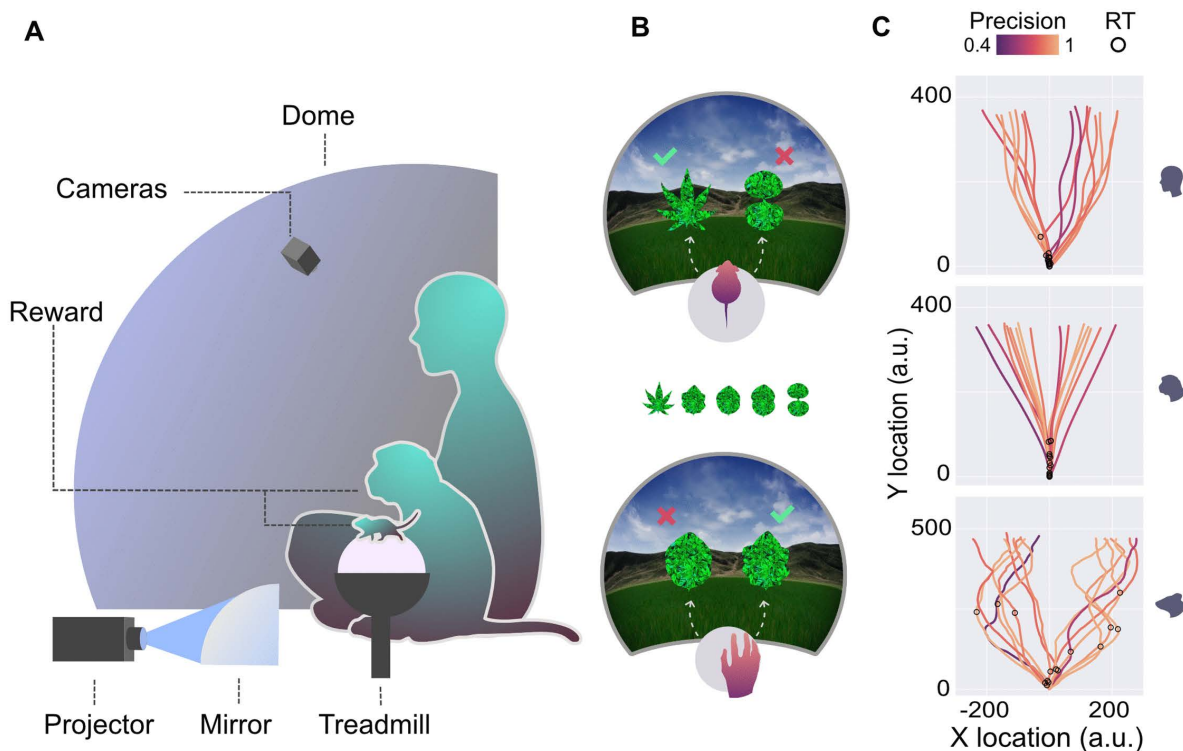 A
Dome
Cameras
Reward
Projector
Mirror
Treadmill
B
C
Precision
0.4
1
RT
400
0
400
0
500
0
-200
200
Y location (a.u.)
X location (a.u.)